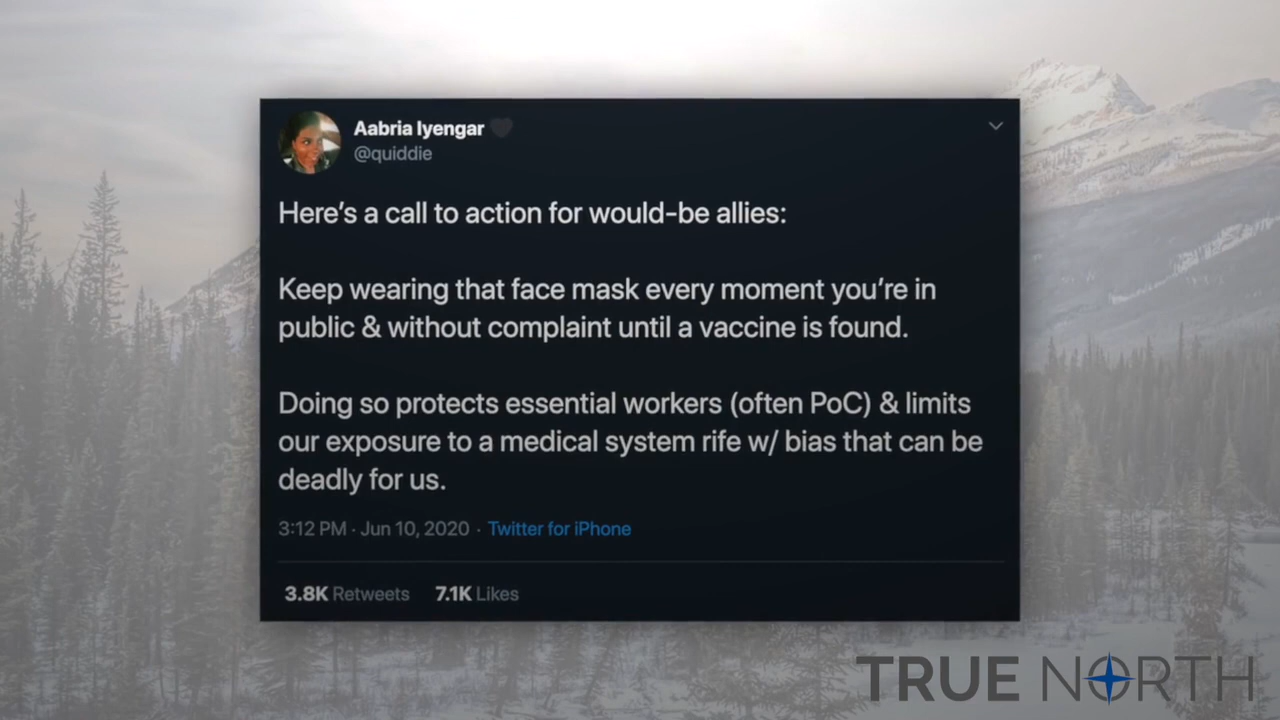 Aabria Iyengar
@quiddie
Here's a call to action for would-be allies:
Keep wearing that face mask every moment you're in
public & without complaint until a vaccine is found.
Doing so protects essential workers (often PoC) & limits
our exposure to a medical system rife w/ bias that can be
deadly for us.
3:12 PM · Jun 10, 2020 · Twitter for iPhone
3.8K Retweets 7.1K Likes
TRUE NORTH